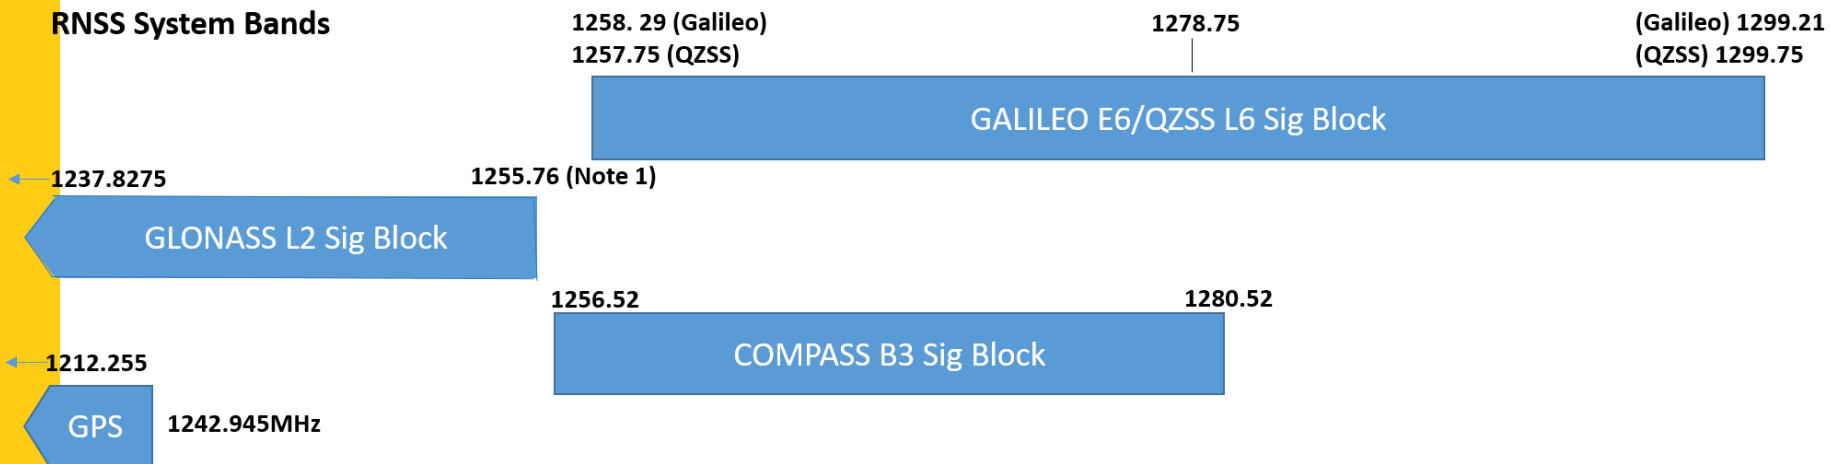 RNSS System Bands
1258. 29 (Galileo)
1257.75 (QZSS)
1278.75
(Galileo) 1299.21
(QZSS) 1299.75
GALILEO E6/QZSS L6 Sig Block
1237.8275
1255.76 (Note 1)
GLONASS L2 Sig Block
1256.52
1280.52
COMPASS B3 Sig Block
1212.255
GPS
1242.945MHz